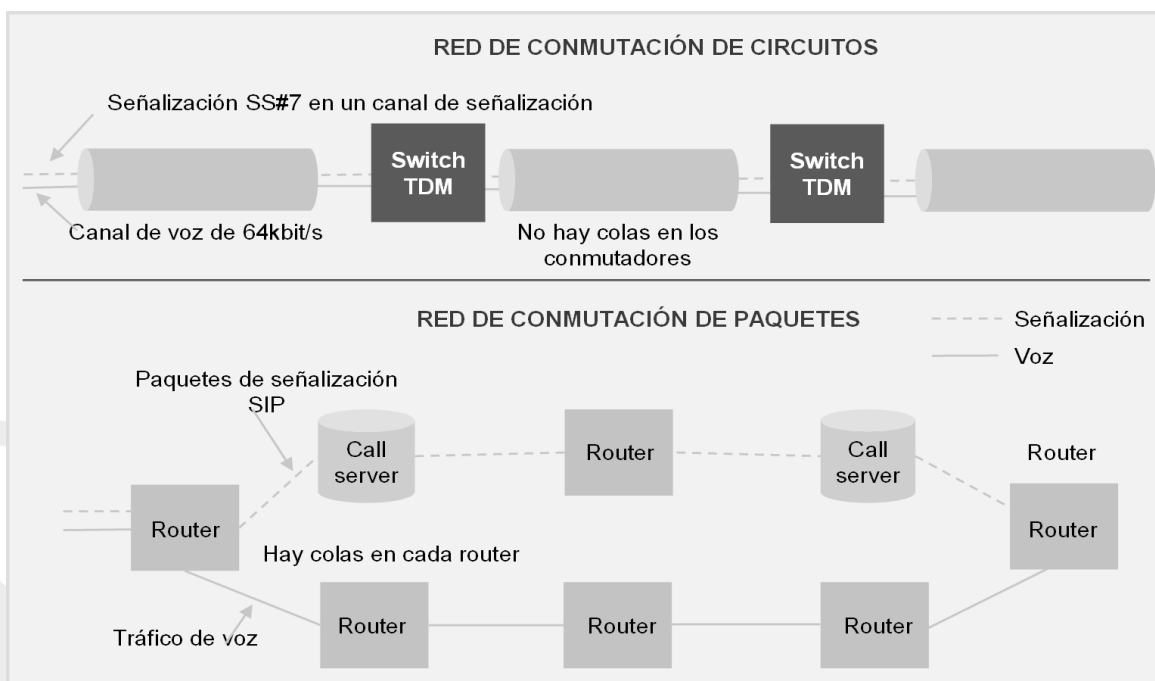 RED DE CONMUTACIÓN DE CIRCUITOS
Señalización SS#7 en un canal de señalización
Switch
TDM
Switch
TDM
Canal de voz de 64kbit/s
No hay colas en los
conmutadores
RED DE CONMUTACIÓN DE PAQUETES
Señalización
Voz
Paquetes de señalización
SIP
Call
server
Router
Call
server
Router
Router
Router
Hay colas en cada router
Router
Router
Router
Tráfico de voz